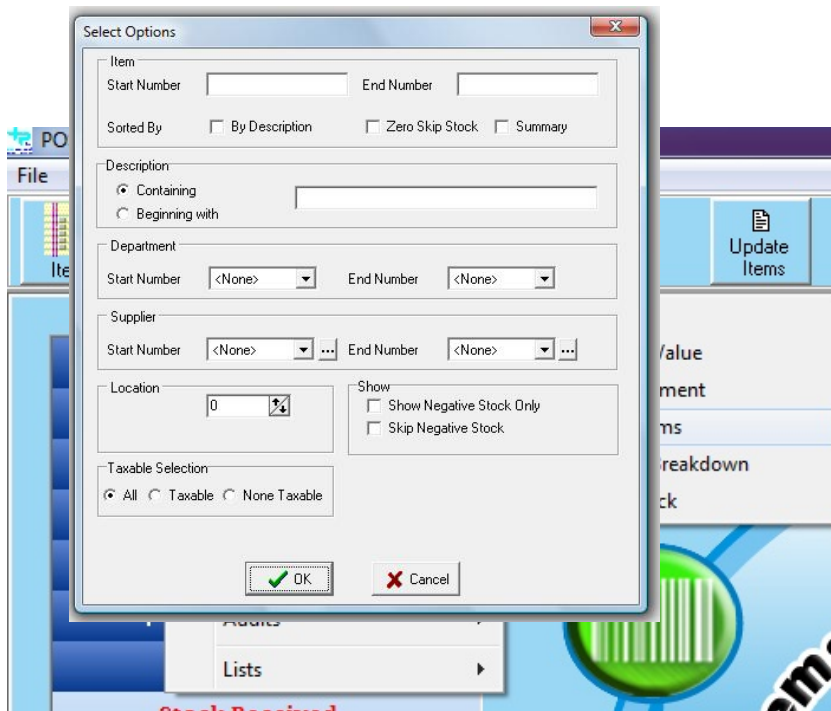 Select Options
Item
Start Number End Number
Sorted By By Description Zero Skip Stock Summary
Description
Containing
Beginning with
Department
Start Number <None> End Number <None>
Supplier
Start Number <None> ... End Number <None> ...
Location
0
Show
Show Negative Stock Only
Skip Negative Stock
Taxable Selection
All Taxable None Taxable
OK Cancel
PO
File
Ite
Update
Items
alue
ment
ms
reakdown
ck
Lists